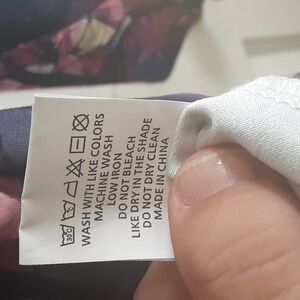 WASH WITH LIKE COLORS
MACHINE WASH
LOW IRON
DO NOT BLEACH
LIKE DRY IN THE SHADE
DO NOT DRY CLEAN
MADE IN CHINA